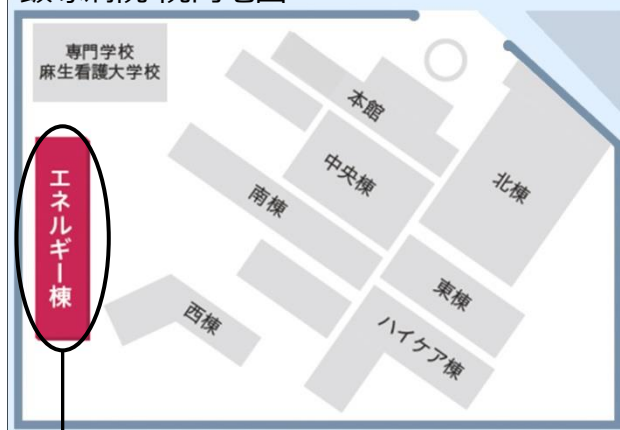 専門学校
麻生看護大学校
本館
中央棟
北棟
南棟
エネルギー棟
東棟
西棟
ハイケア棟